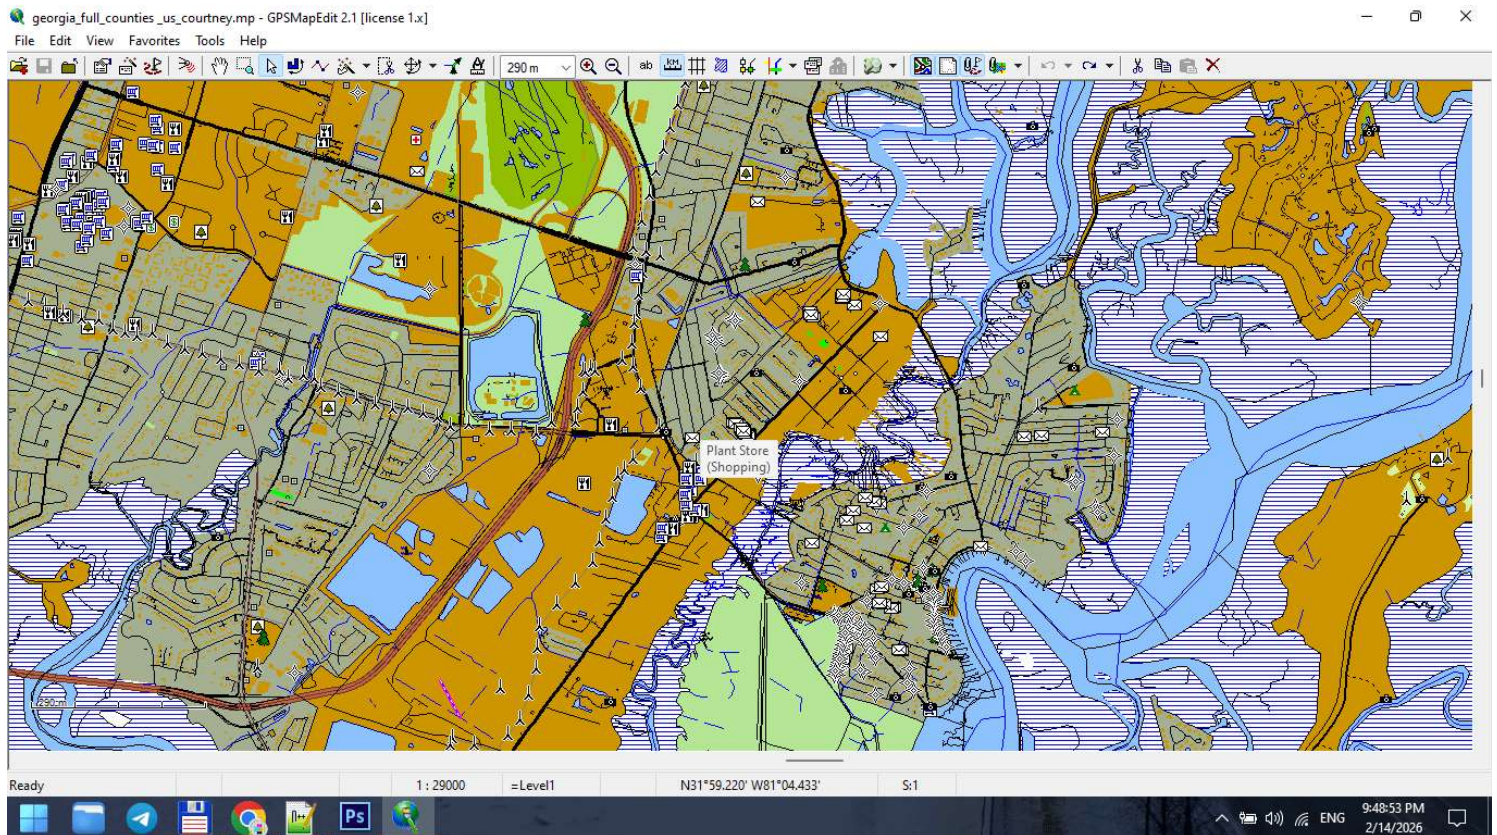 georgia_full_counties _us_courtney.mp - GPSMapEdit 2.1 [license 1.x]
File Edit View Favorites Tools Help
290 m
ab
KM
Plant Store
(Shopping)
290 m
Ready
1 : 29000
=Level1
N31°59.220' W81°04.433'
S:1
n++
Ps
ENG
9:48:53 PM
2/14/2026